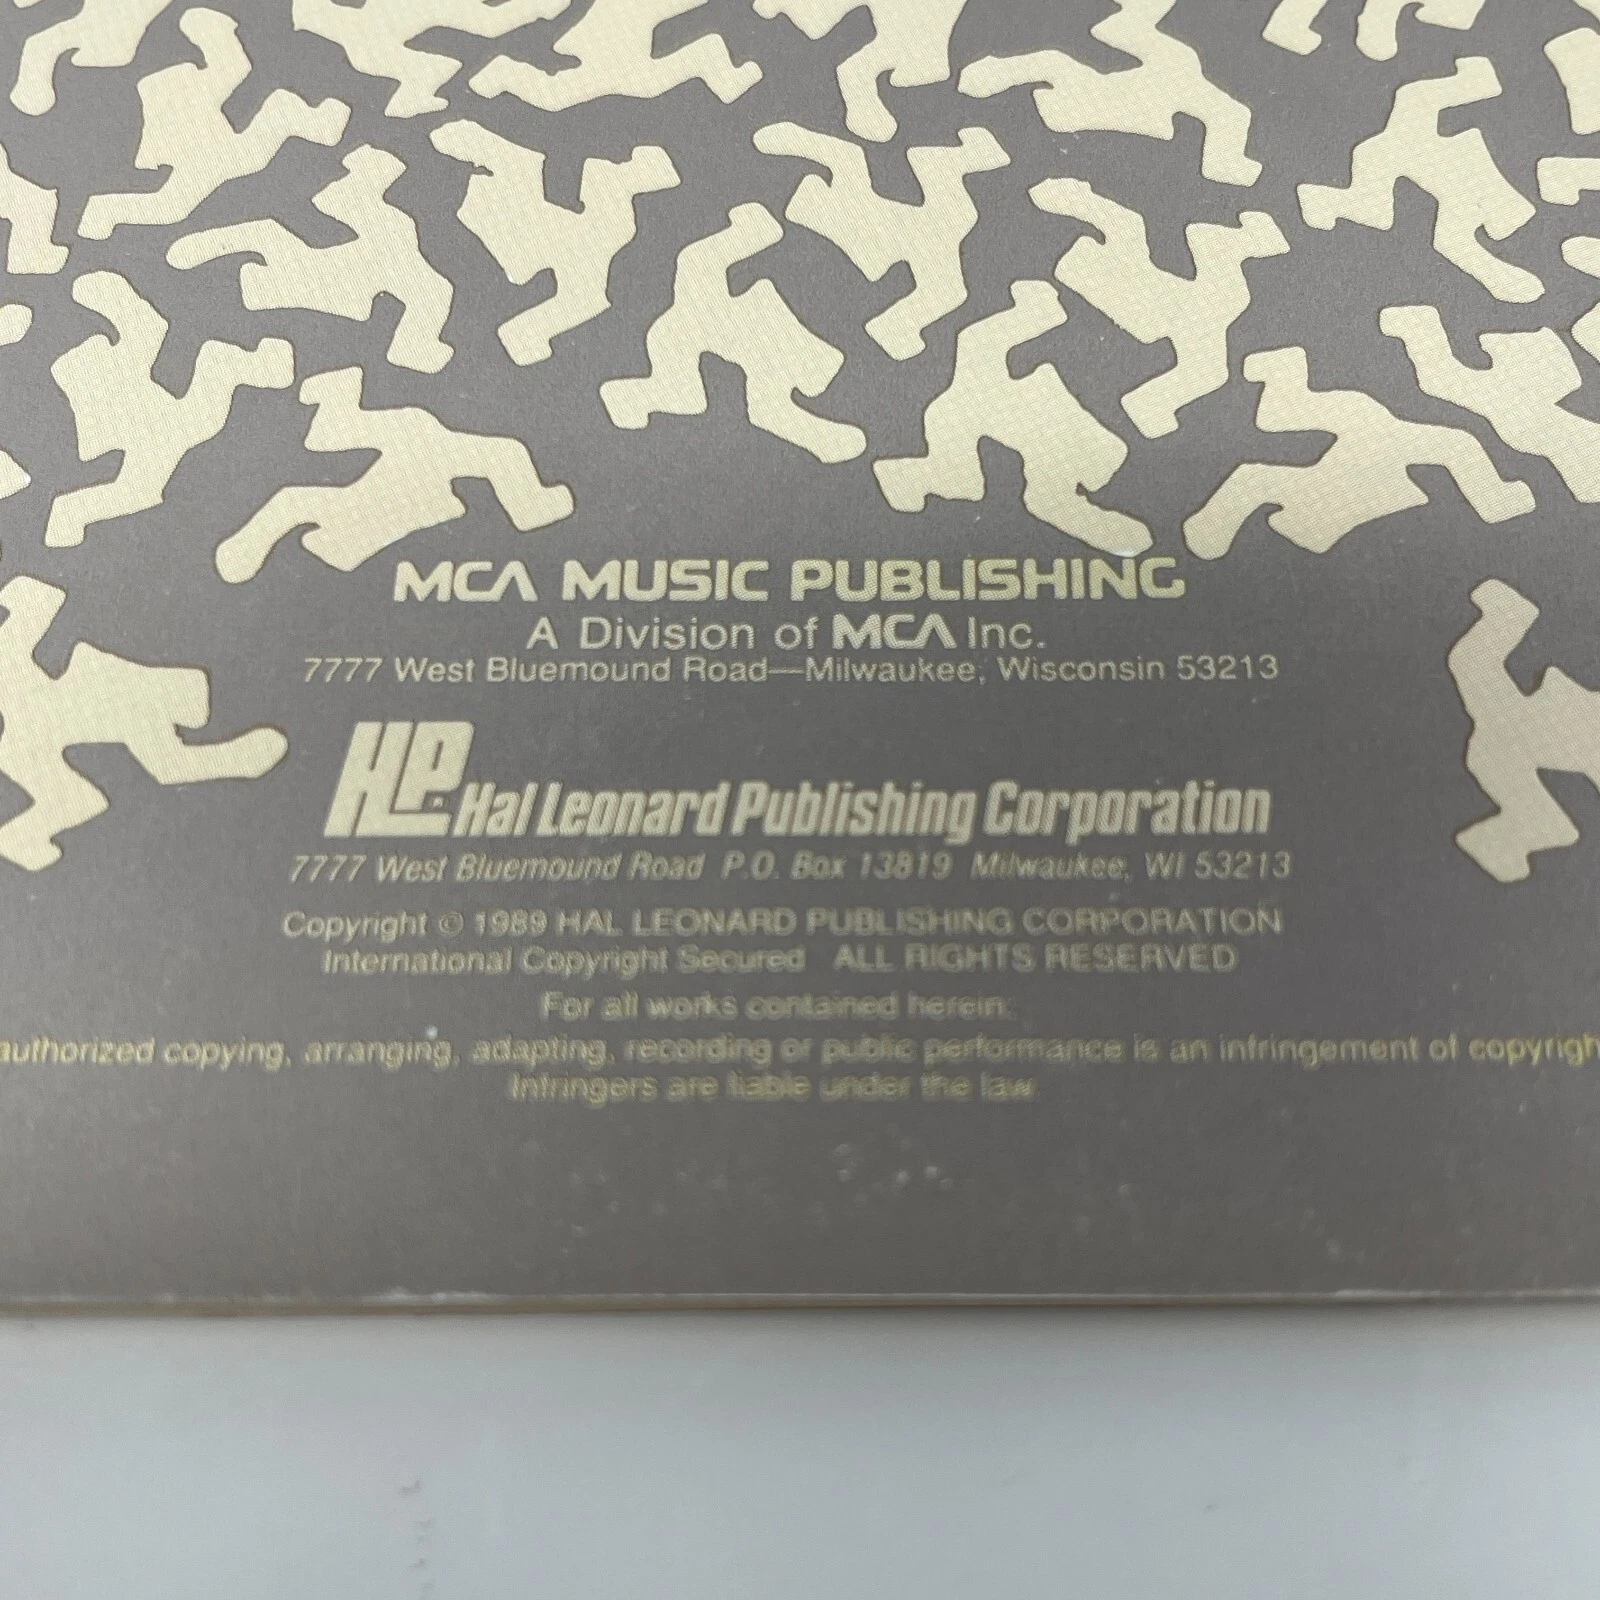 MCA MUSIC PUBLISHING
A Division of MCA Inc.
7777 West Bluemound Road—Milwaukee, Wisconsin 53213
HLP. Hal Leonard Publishing Corporation
7777 West Bluemound Road P.O. Box 13819 Milwaukee, WI 53213
Copyright © 1989 HAL LEONARD PUBLISHING CORPORATION
International Copyright Secured ALL RIGHTS RESERVED
For all works contained herein:
authorized copying, arranging, adapting, recording or public performance is an infringement of copyrigh
Infringers are liable under the law.